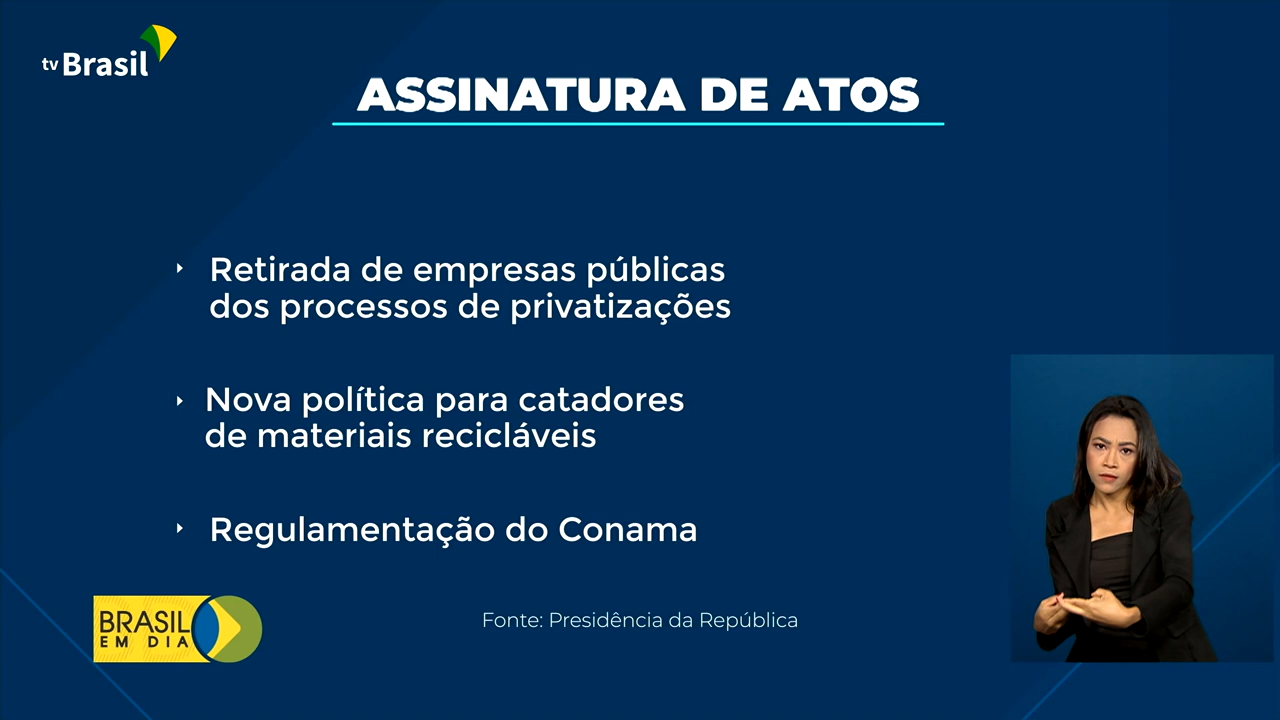 tv Brasil
ASSINATURA DE ATOS
‣ Retirada de empresas públicas
dos processos de privatizações
‣ Nova política para catadores
de materiais recicláveis
‣ Regulamentação do Conama
BRASIL
EM DIA
Fonte: Presidência da República